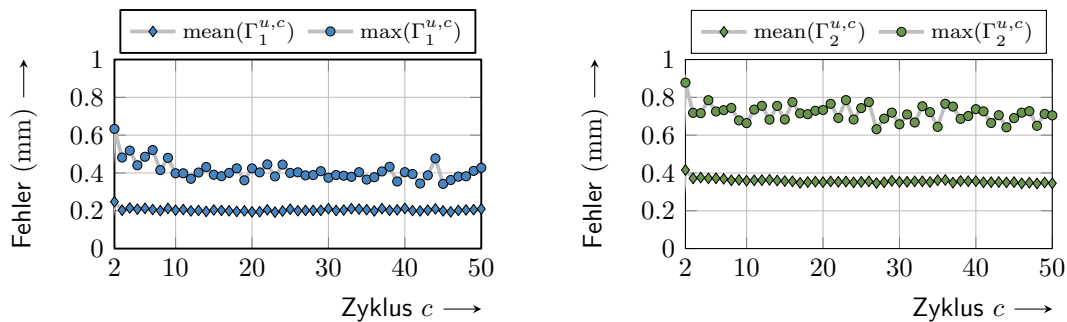 mean(Γ₁ᵘ,ᶜ) max(Γ₁ᵘ,ᶜ)
1
0.8
0.6
0.4
0.2
0
Fehler (mm) ⟶
2 10 20 30 40 50
Zyklus c ⟶
mean(Γ₂ᵘ,ᶜ) max(Γ₂ᵘ,ᶜ)
1
0.8
0.6
0.4
0.2
0
Fehler (mm) ⟶
2 10 20 30 40 50
Zyklus c ⟶